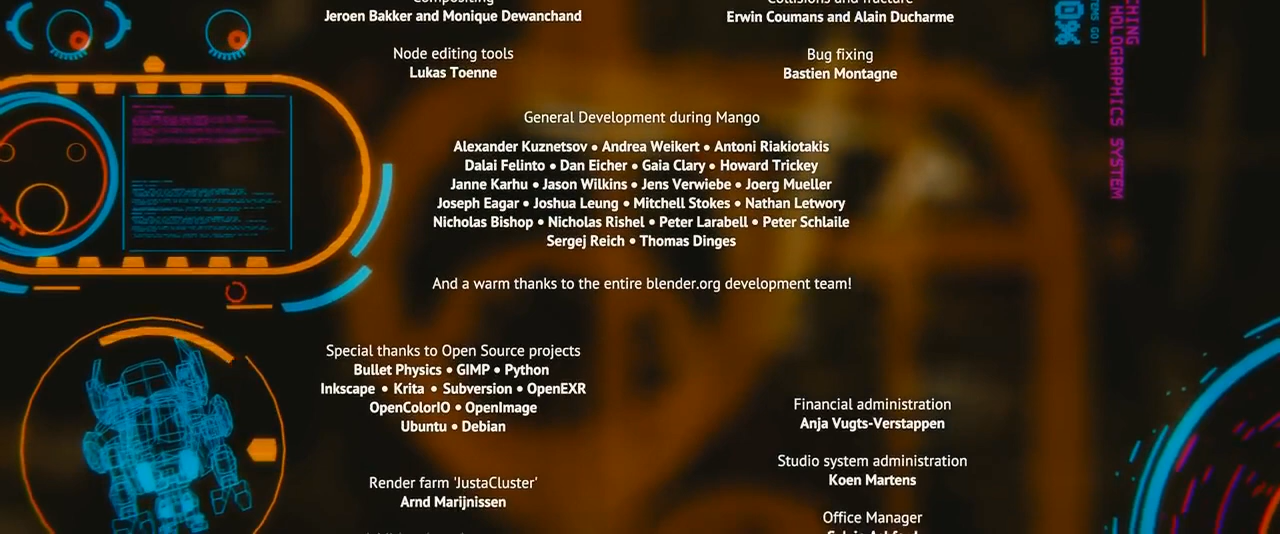 Jeroen Bakker and Monique Dewanchand
Erwin Coumans and Alain Ducharme
Node editing tools
Lukas Toenne
Bug fixing
Bastien Montagne
General Development during Mango
Alexander Kuznetsov • Andrea Weikert • Antoni Riakiotakis
Dalai Felinto • Dan Eicher • Gaia Clary • Howard Trickey
Janne Karhu • Jason Wilkins • Jens Verwiebe • Joerg Mueller
Joseph Eagar • Joshua Leung • Mitchell Stokes • Nathan Letwory
Nicholas Bishop • Nicholas Rishel • Peter Larabell • Peter Schlaile
Sergej Reich • Thomas Dinges
And a warm thanks to the entire blender.org development team!
Special thanks to Open Source projects
Bullet Physics • GIMP • Python
Inkscape • Krita • Subversion • OpenEXR
OpenColorIO • OpenImage
Ubuntu • Debian
Render farm 'JustaCluster'
Arnd Marijnissen
Financial administration
Anja Vugts-Verstappen
Studio system administration
Koen Martens
Office Manager
HOLOGRAPHICS SYSTEM